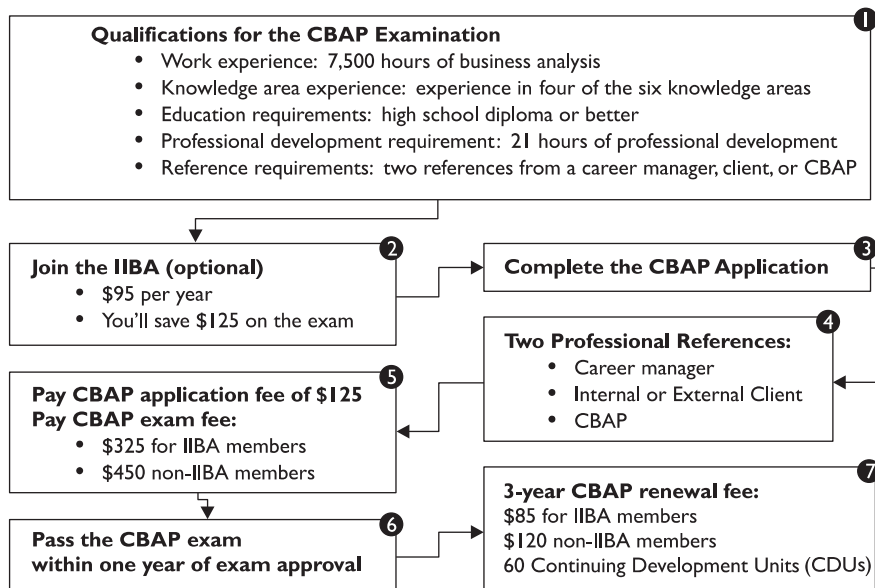 1
Qualifications for the CBAP Examination
• Work experience: 7,500 hours of business analysis
• Knowledge area experience: experience in four of the six knowledge areas
• Education requirements: high school diploma or better
• Professional development requirement: 21 hours of professional development
• Reference requirements: two references from a career manager, client, or CBAP
2
Join the IIBA (optional)
• $95 per year
• You'll save $125 on the exam
3
Complete the CBAP Application
4
Two Professional References:
• Career manager
• Internal or External Client
• CBAP
5
Pay CBAP application fee of $125
Pay CBAP exam fee:
• $325 for IIBA members
• $450 non-IIBA members
6
Pass the CBAP exam
within one year of exam approval
7
3-year CBAP renewal fee:
$85 for IIBA members
$120 non-IIBA members
60 Continuing Development Units (CDUs)